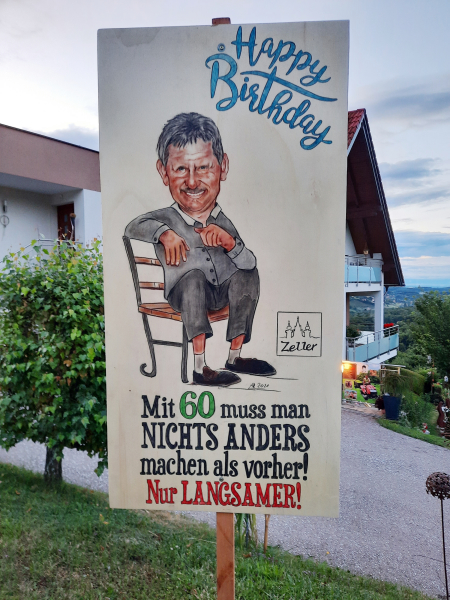 Happy
Birthday
Zeller
Mit 60 muss man
NICHTS ANDERS
machen als vorher!
Nur LANGSAMER!